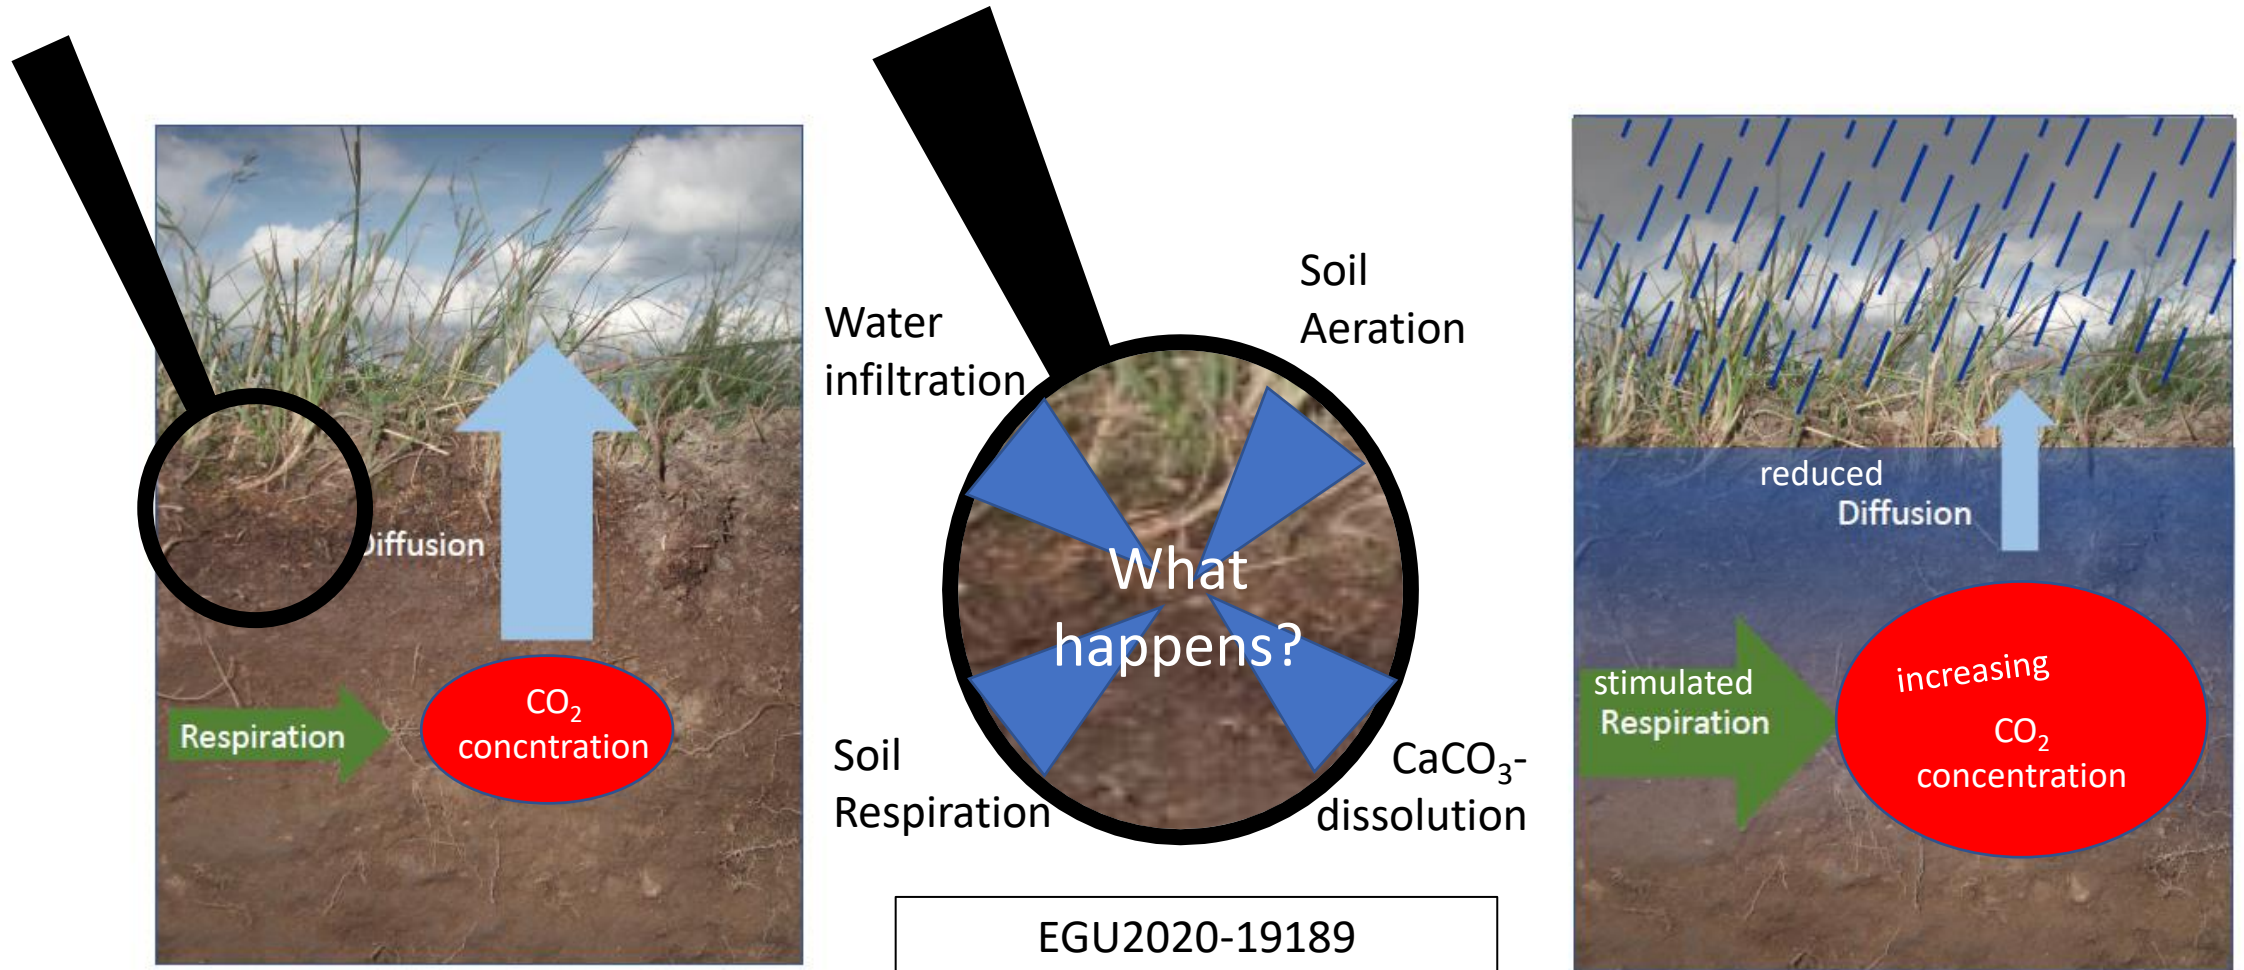 Diffusion
Respiration
CO₂
concntration
Water
infiltration
Soil
Aeration
What
happens?
Soil
Respiration
CaCO₃-
dissolution
EGU2020-19189
reduced
Diffusion
stimulated
Respiration
increasing
CO₂
concentration